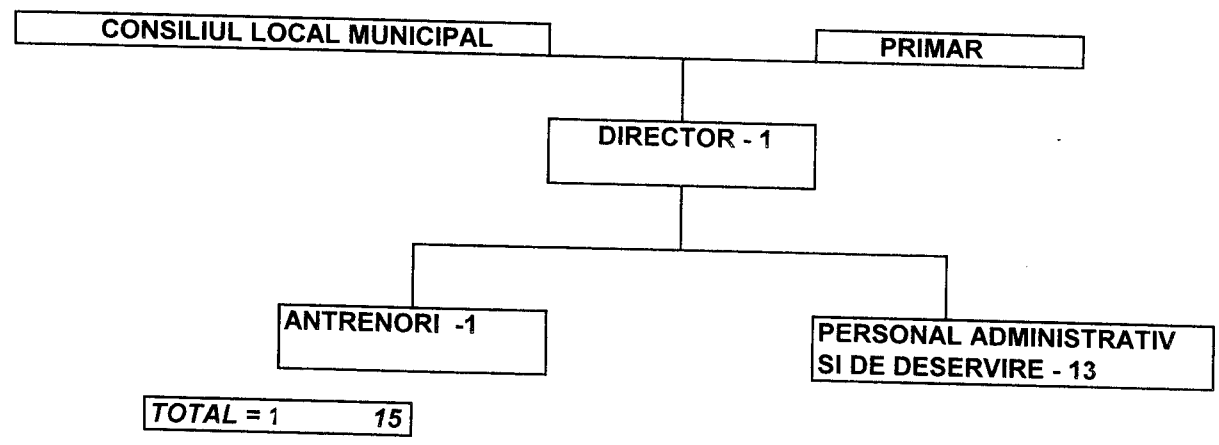 CONSILIUL LOCAL MUNICIPAL
PRIMAR
DIRECTOR - 1
ANTRENORI -1
PERSONAL ADMINISTRATIV
SI DE DESERVIRE - 13
TOTAL = 1 15